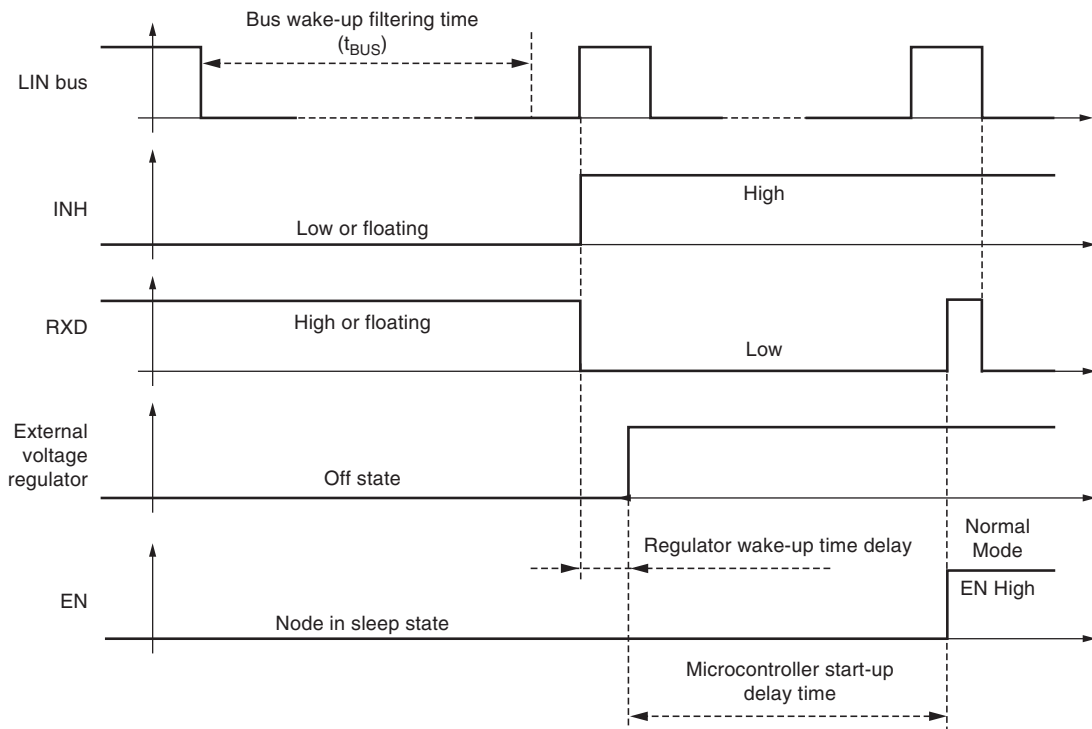 Bus wake-up filtering time
(tBUS)
LIN bus
INH
Low or floating
High
RXD
High or floating
Low
External
voltage
regulator
Off state
Regulator wake-up time delay
Normal
Mode
EN
EN High
Node in sleep state
Microcontroller start-up
delay time